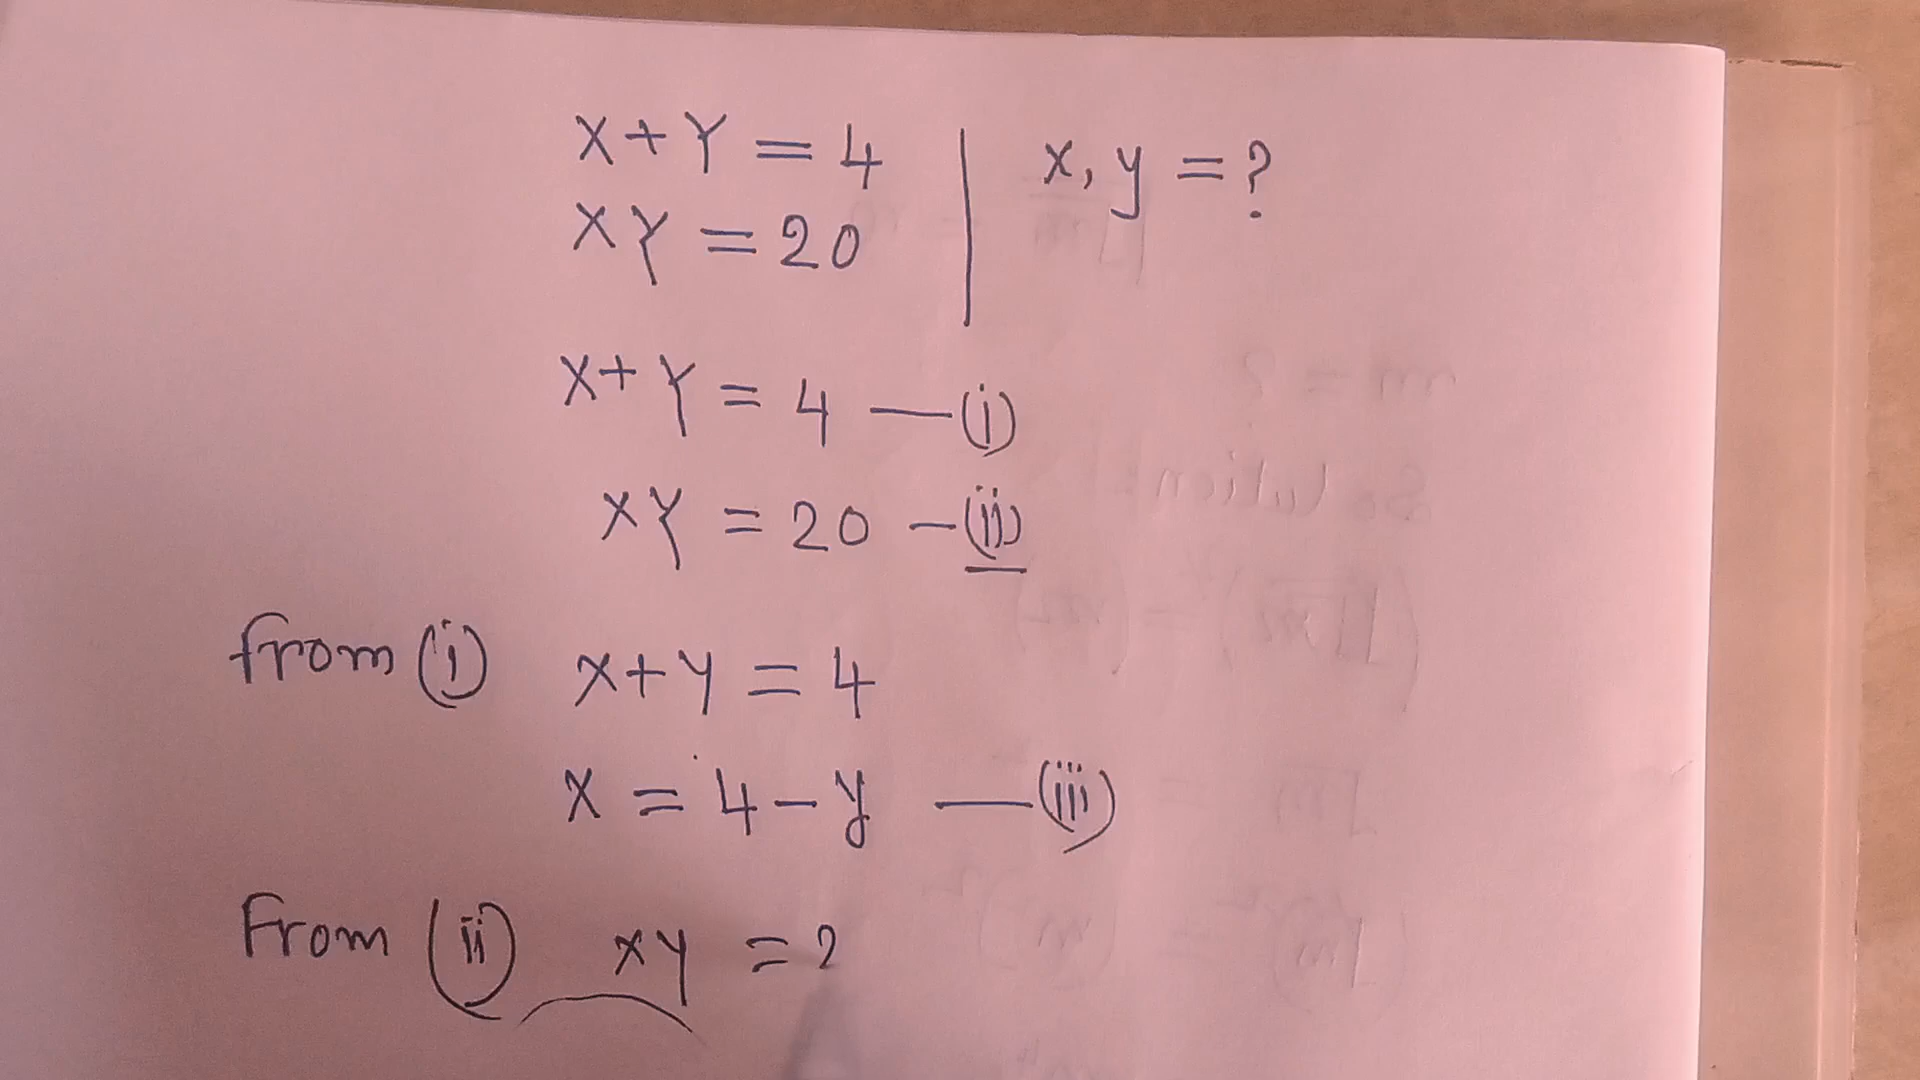 X + Y = 4 | x, y = ?
XY = 20
X + Y = 4 — (i)
XY = 20 — (ii)
from (i) x + y = 4
x = 4 - y — (iii)
From (ii) xy = 2